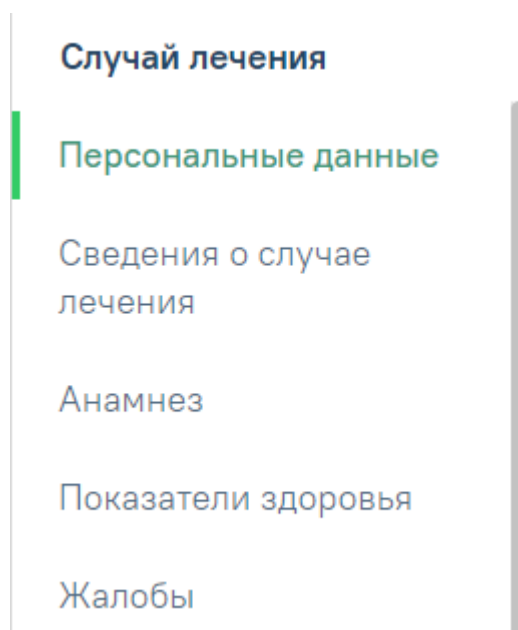 Случай лечения
Персональные данные
Сведения о случае
лечения
Анамнез
Показатели здоровья
Жалобы